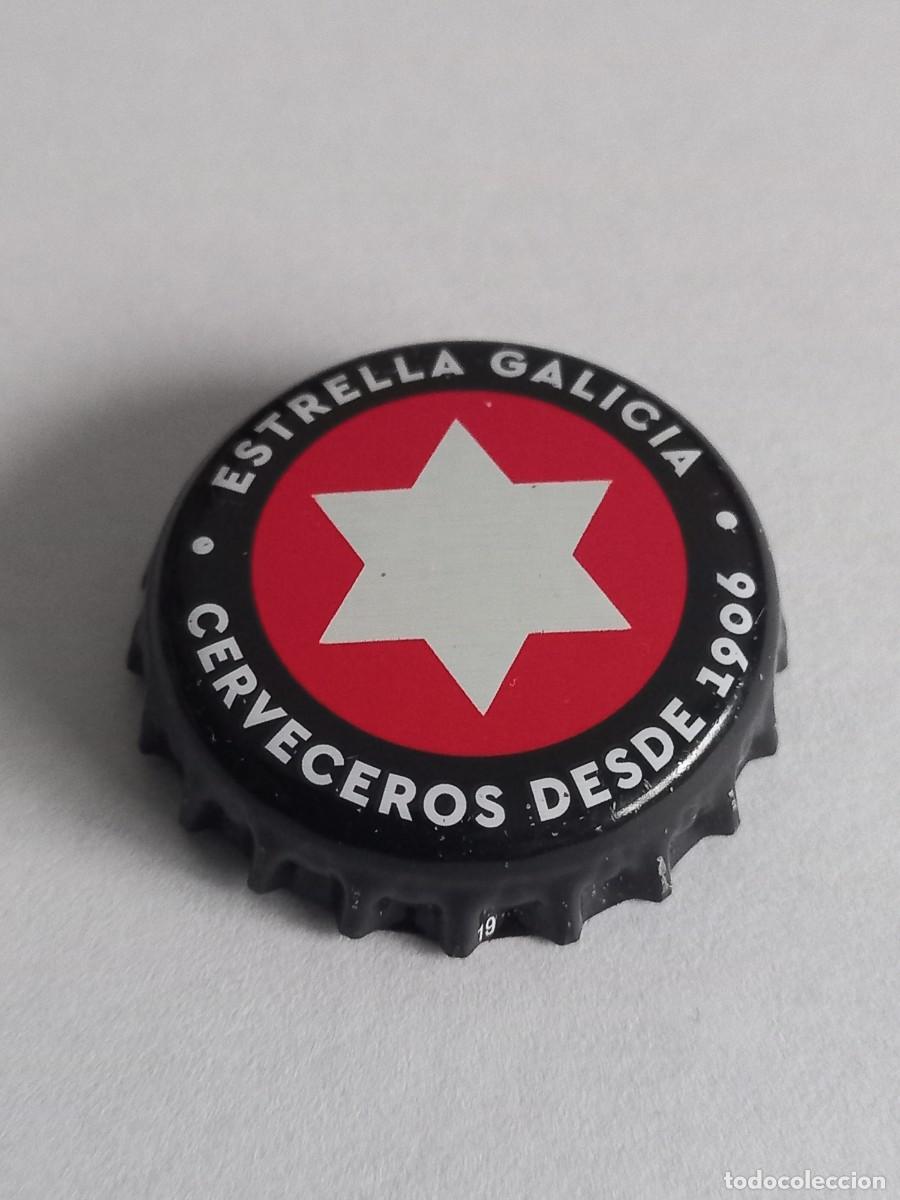 ESTRELLA GALICIA
CERVECEROS DESDE 1906
19
todocoleccion